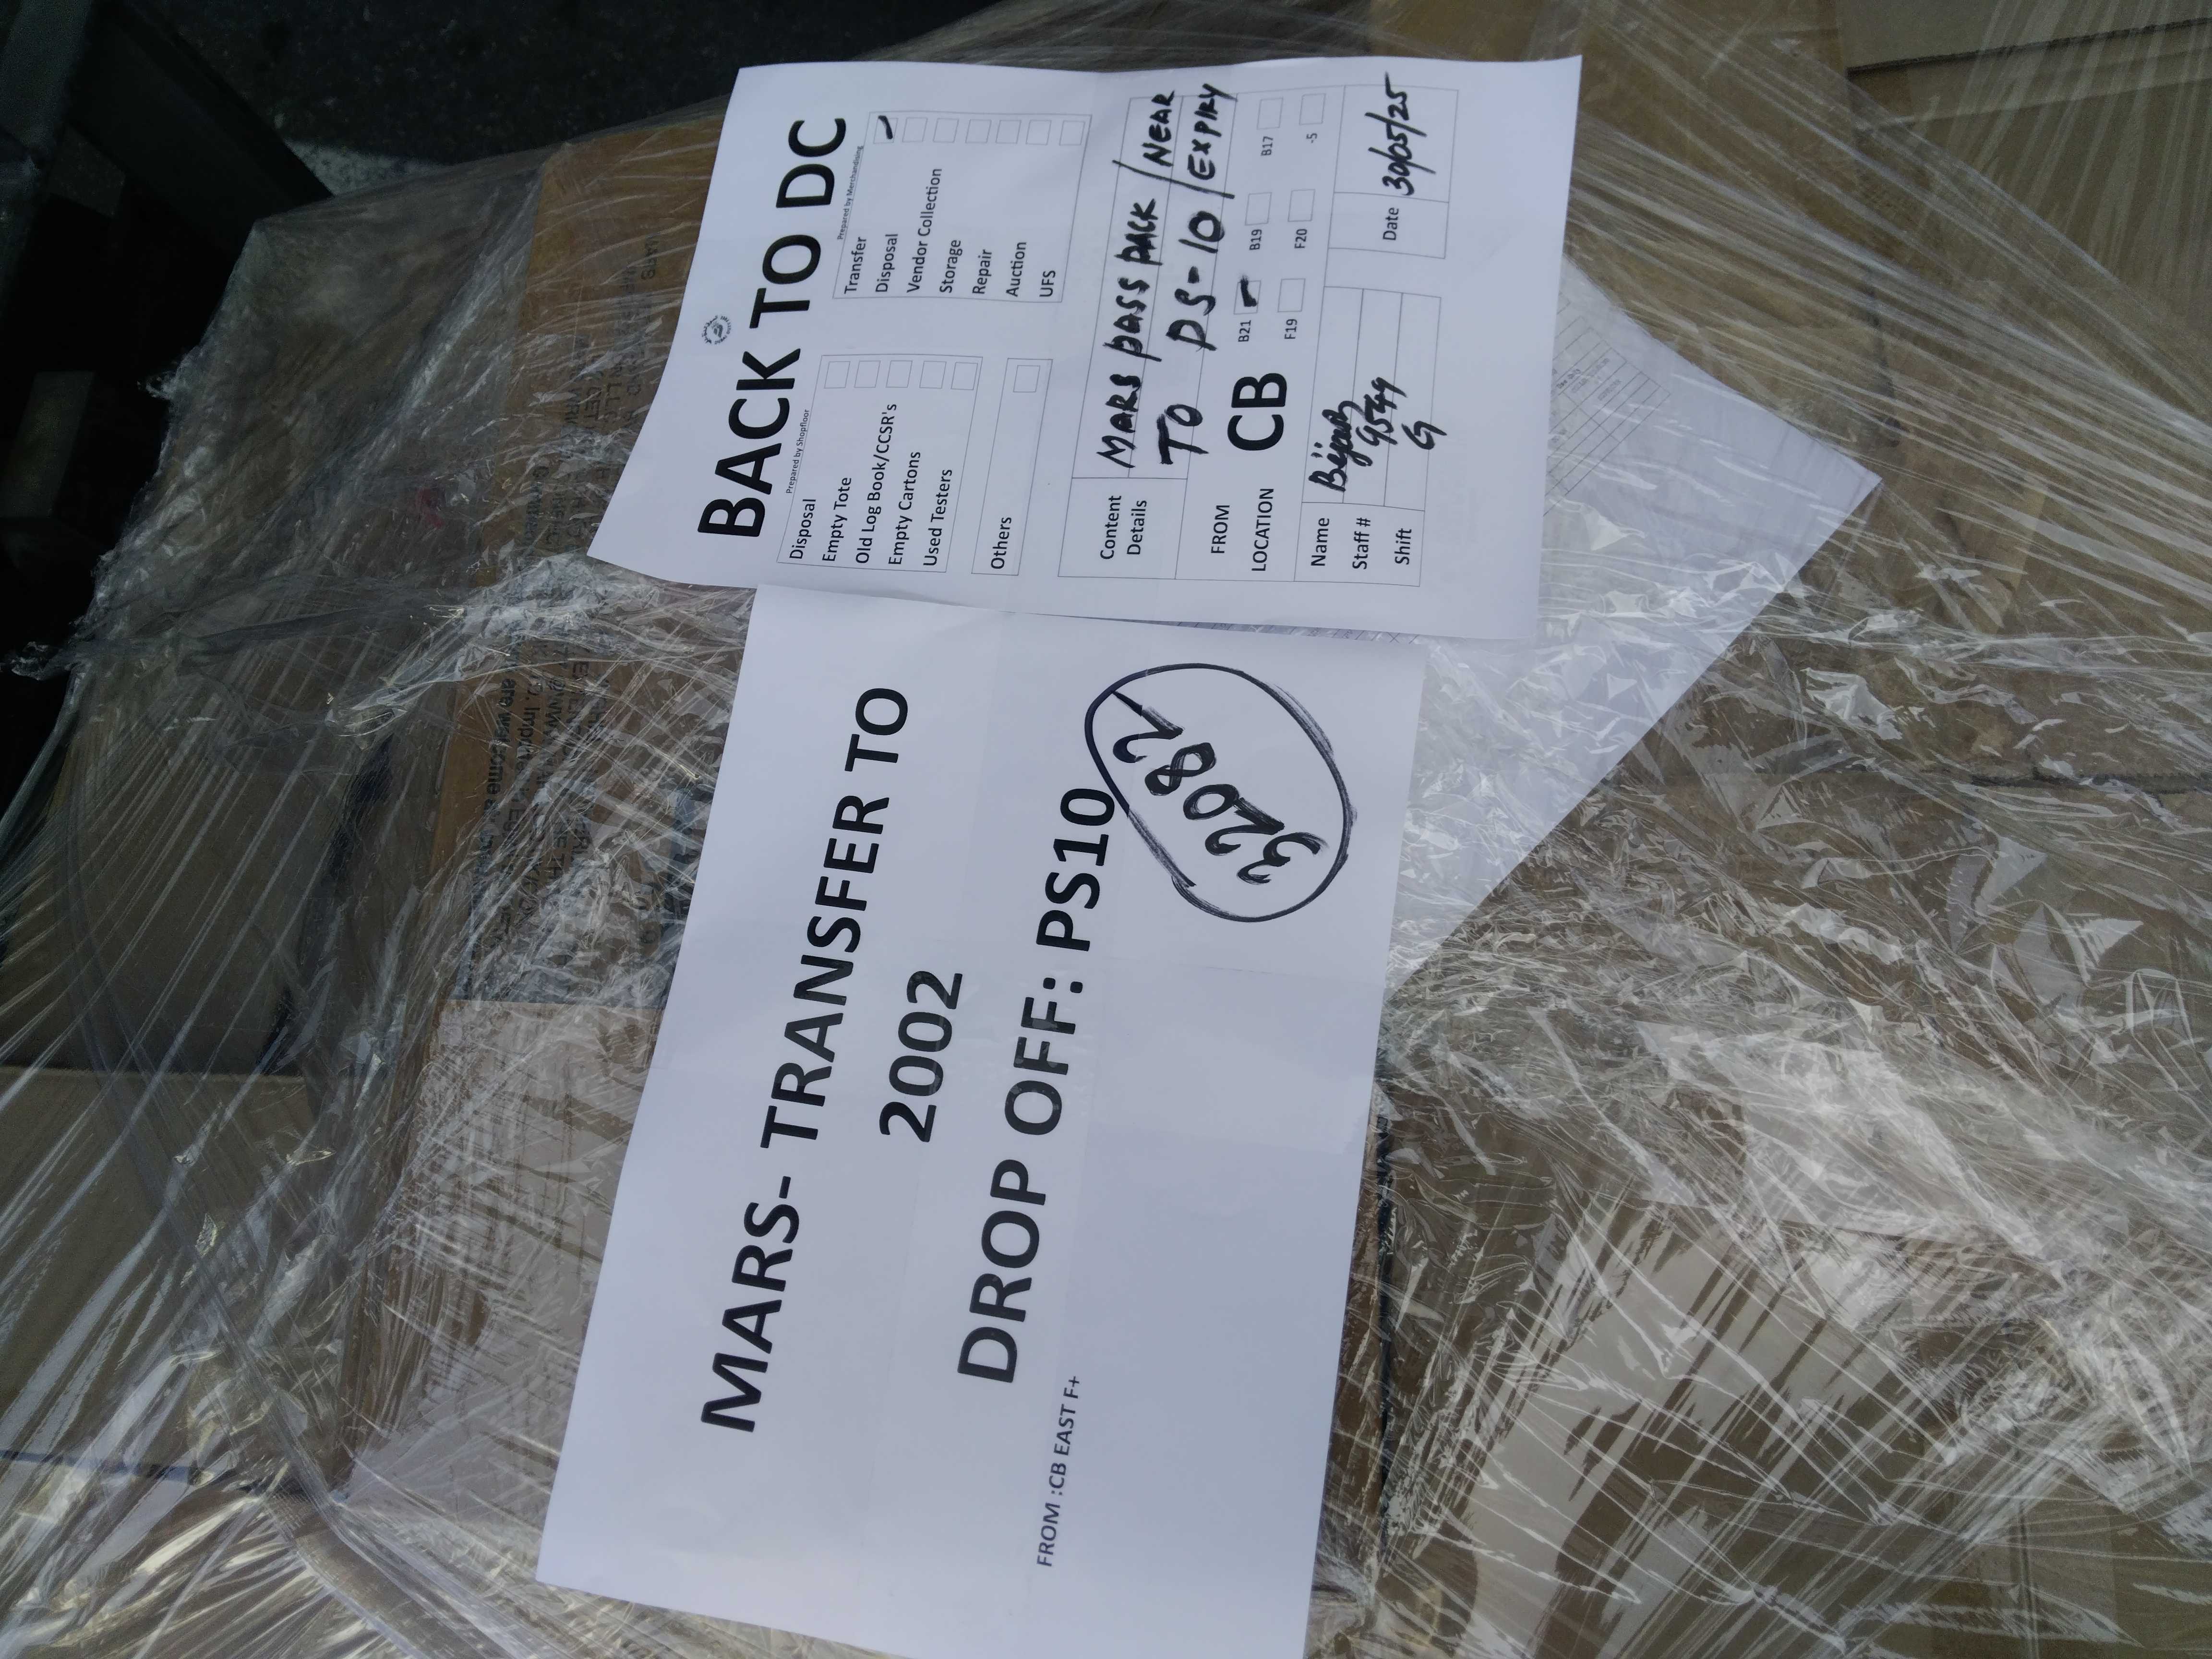 BACK TO DC
Prepared by Shopfloor
Disposal
Empty Tote
Old Log Book/CCSR's
Empty Cartons
Used Testers
Others
Prepared by Merchandising
Transfer
Disposal
Vendor Collection
Storage
Repair
Auction
UFS
Content Details
MARS PASS PACK / NEAR
TO PS-10 / EXPIRY
FROM LOCATION
CB
B21 B19 B17
F19 F20 -5
Name
Staff # 9544
Shift G
Date 30/05/25
MARS- TRANSFER TO
2002
DROP OFF: PS10
32082
FROM :CB EAST F+